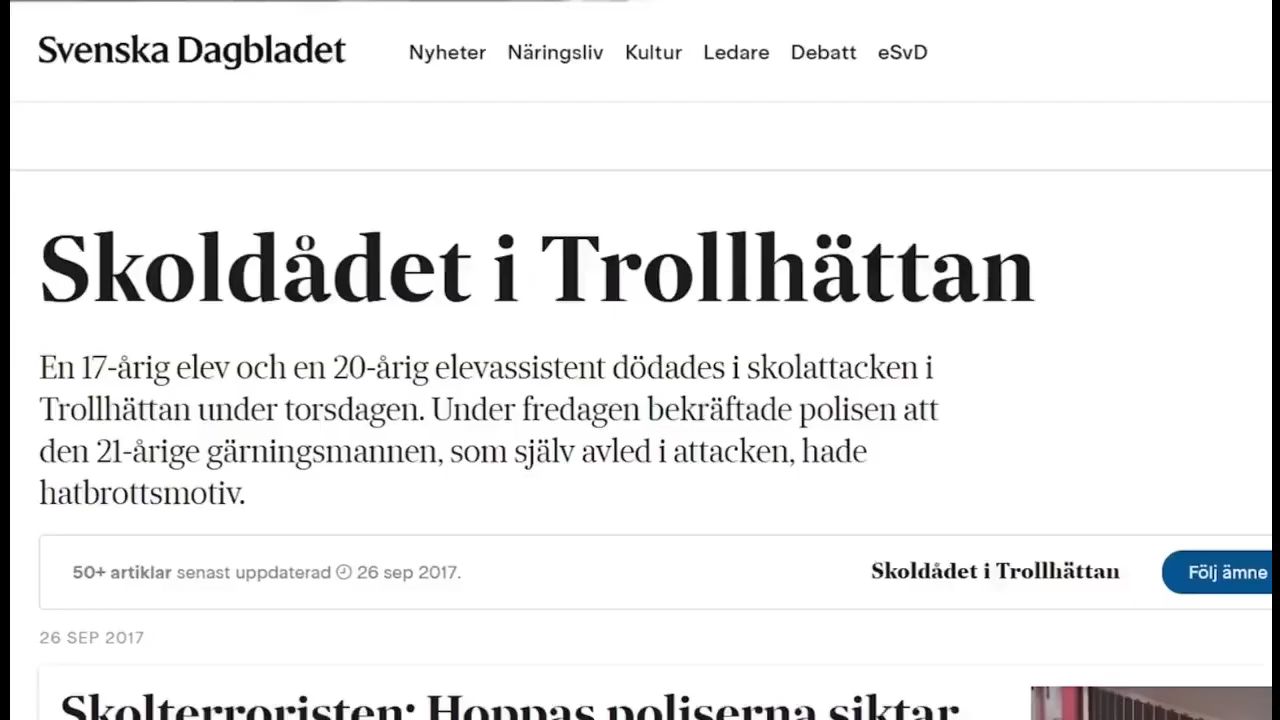 Svenska Dagbladet Nyheter Näringsliv Kultur Ledare Debatt eSvD
Skoldådet i Trollhättan
En 17-årig elev och en 20-årig elevassistent dödades i skolattacken i
Trollhättan under torsdagen. Under fredagen bekräftade polisen att
den 21-årige gärningsmannen, som själv avled i attacken, hade
hatbrottsmotiv.
50+ artiklar senast uppdaterad 26 sep 2017. Skoldådet i Trollhättan Följ ämne
26 SEP 2017
Skolterroristen: Hoppas poliserna siktar